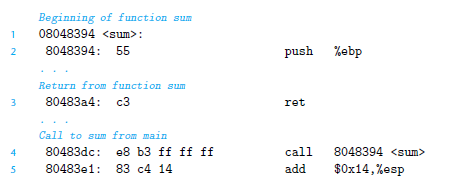 Beginning of function sum
1 08048394 <sum>:
2 8048394: 55 push %ebp
. . .
Return from function sum
3 80483a4: c3 ret
. . .
Call to sum from main
4 80483dc: e8 b3 ff ff ff call 8048394 <sum>
5 80483e1: 83 c4 14 add $0x14,%esp